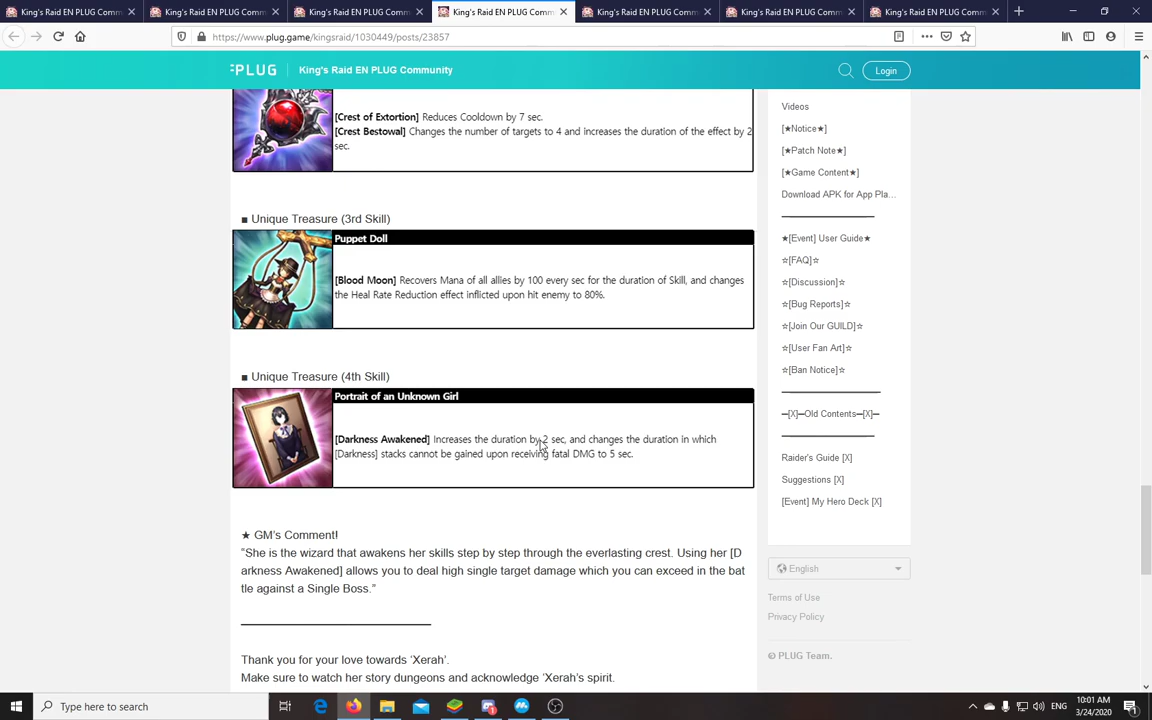 King's Raid EN PLUG Comm
King's Raid EN PLUG Comm
King's Raid EN PLUG Comm
King's Raid EN PLUG Comm
King's Raid EN PLUG Comm
King's Raid EN PLUG Comm
King's Raid EN PLUG Comm
https://www.plug.game/kingsraid/1030449/posts/23857
PLUG
King's Raid EN PLUG Community
Login
[Crest of Extortion] Reduces Cooldown by 7 sec.
[Crest Bestowal] Changes the number of targets to 4 and increases the duration of the effect by 2
sec.
■ Unique Treasure (3rd Skill)
Puppet Doll
[Blood Moon] Recovers Mana of all allies by 100 every sec for the duration of Skill, and changes
the Heal Rate Reduction effect inflicted upon hit enemy to 80%.
■ Unique Treasure (4th Skill)
Portrait of an Unknown Girl
[Darkness Awakened] Increases the duration by 2 sec, and changes the duration in which
[Darkness] stacks cannot be gained upon receiving fatal DMG to 5 sec.
★ GM's Comment!
"She is the wizard that awakens her skills step by step through the everlasting crest. Using her [D
arkness Awakened] allows you to deal high single target damage which you can exceed in the bat
tle against a Single Boss."
Thank you for your love towards 'Xerah'.
Make sure to watch her story dungeons and acknowledge 'Xerah's spirit.
Videos
[★Notice★]
[★Patch Note★]
[★Game Content★]
Download APK for App Pla...
★[Event] User Guide★
☆[FAQ]☆
☆[Discussion]☆
☆[Bug Reports]☆
☆[Join Our GUILD]☆
☆[User Fan Art]☆
☆[Ban Notice]☆
━[X]━Old Contents━[X]━
Raider's Guide [X]
Suggestions [X]
[Event] My Hero Deck [X]
English
Terms of Use
Privacy Policy
© PLUG Team.
Type here to search
ENG
10:01 AM
3/24/2020